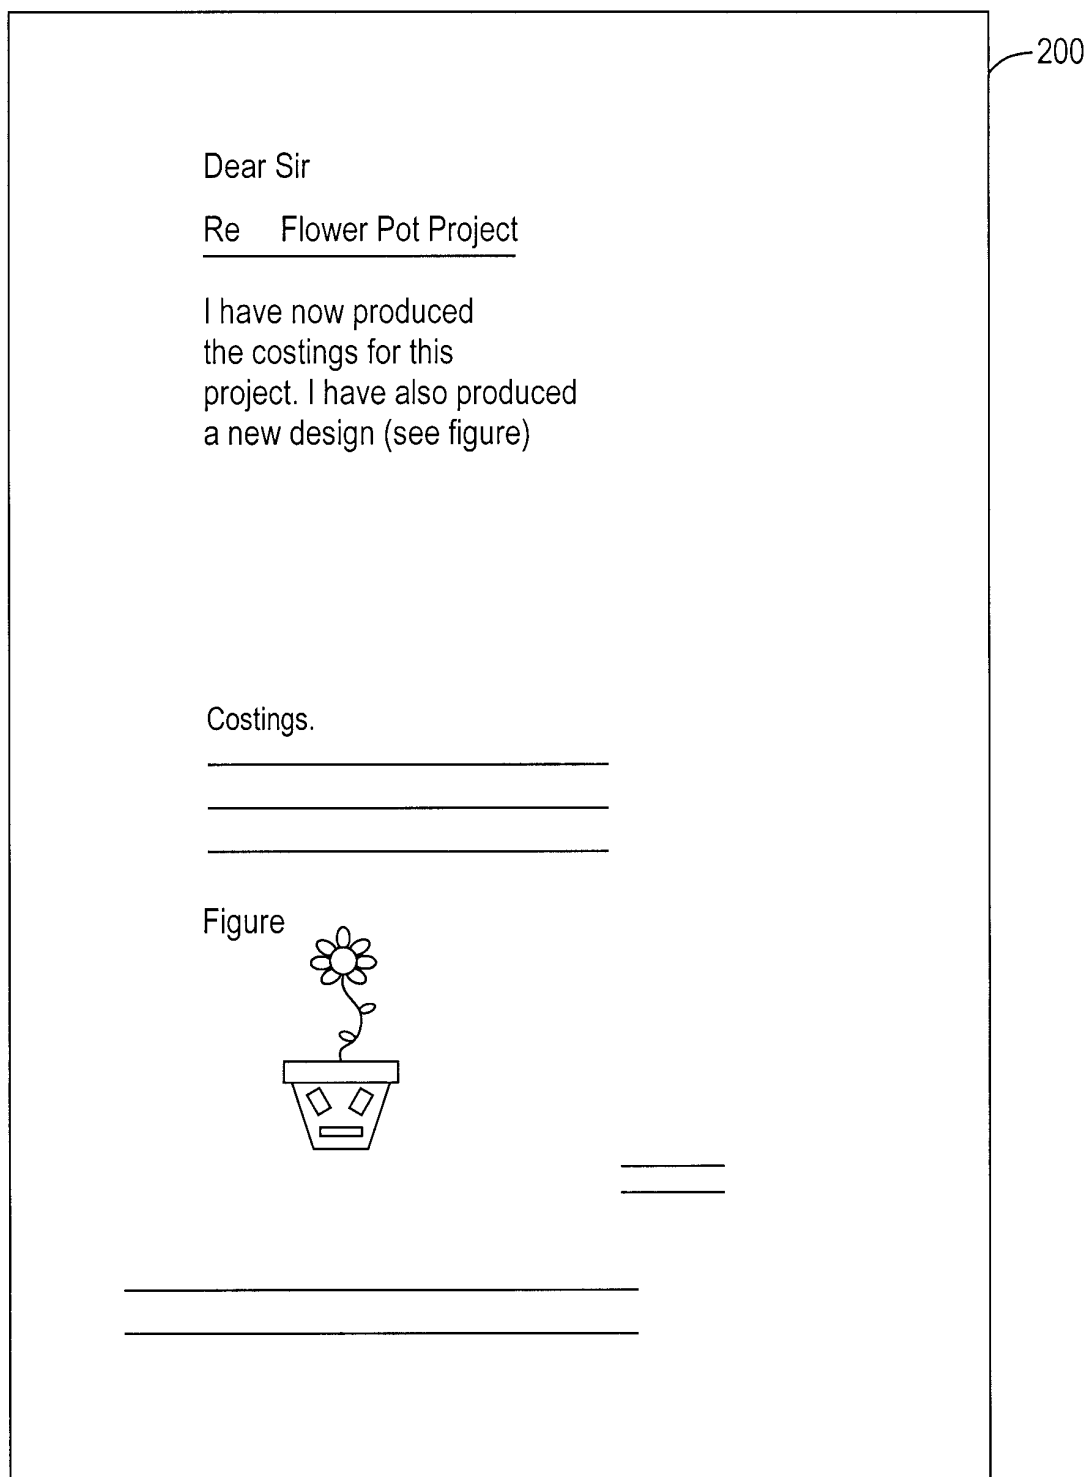 200
Dear Sir
Re Flower Pot Project
I have now produced
the costings for this
project. I have also produced
a new design (see figure)
Costings.
Figure